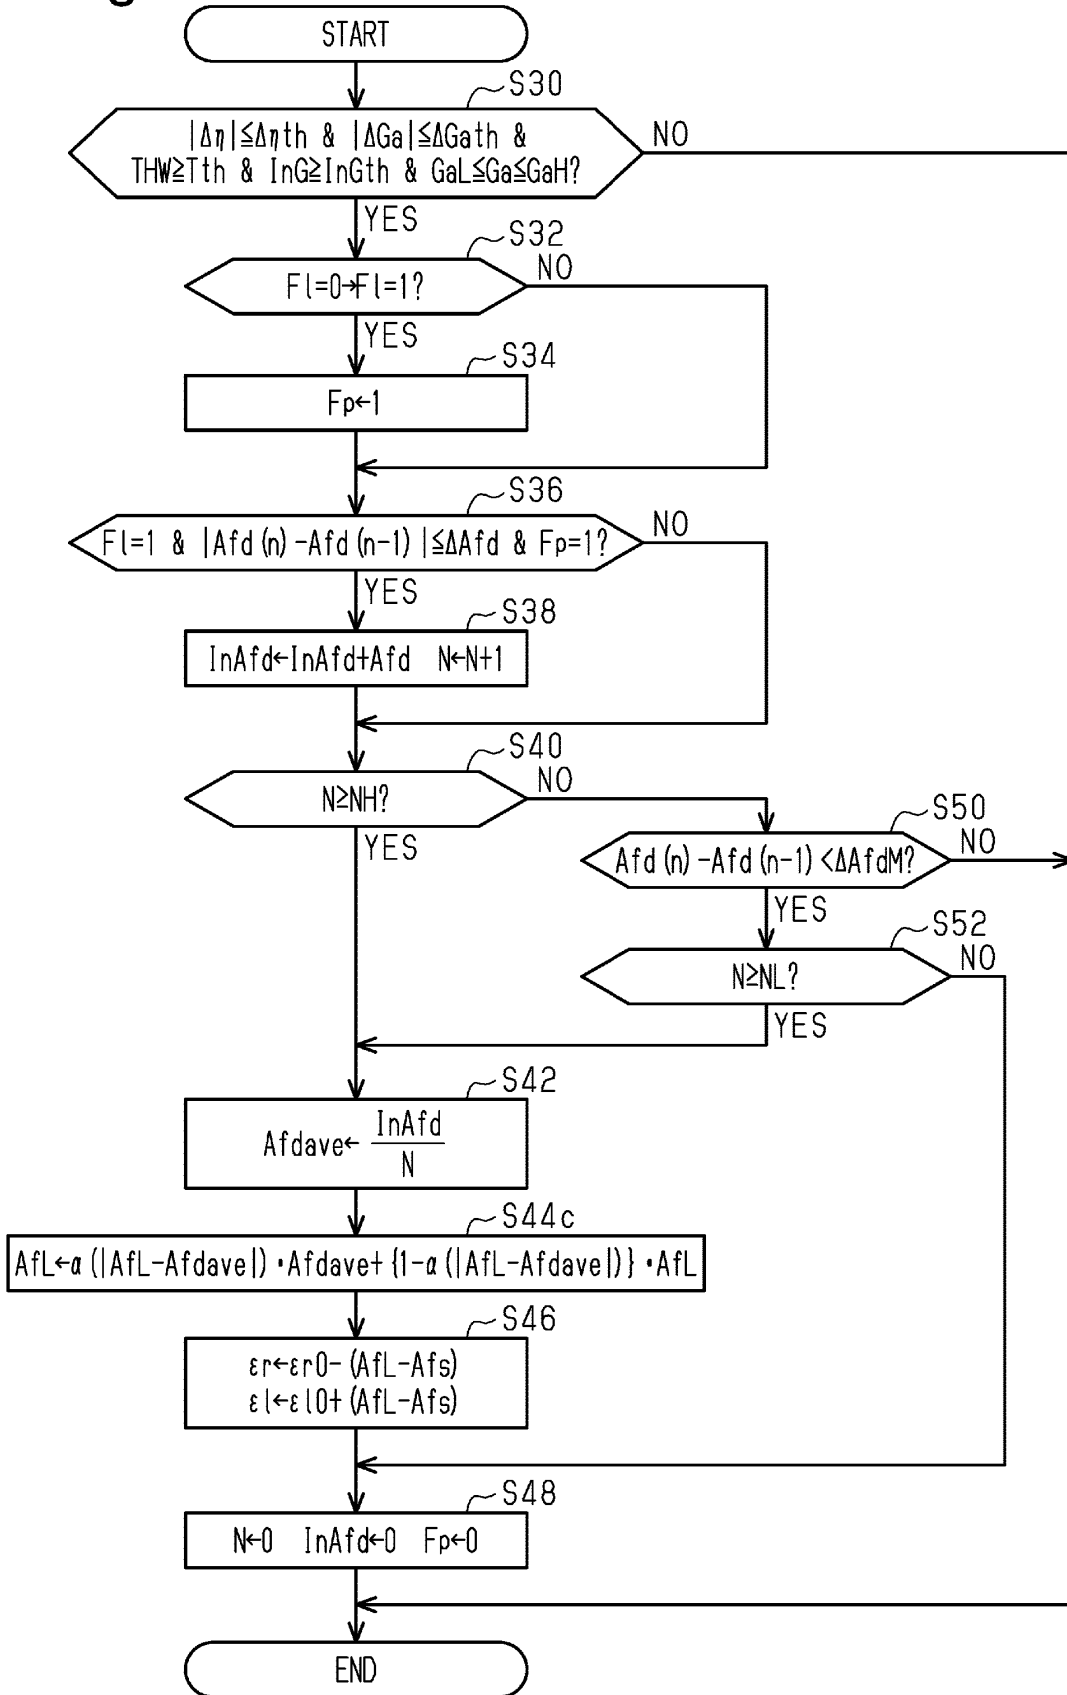 START
S30
|Δη|≦Δηth & |ΔGa|≦ΔGath &
THW≧Tth & InG≧InGth & GaL≦Ga≦GaH?
NO
YES
S32
Fl=0→Fl=1?
NO
YES
S34
Fp←1
S36
Fl=1 & |Afd(n)-Afd(n-1)|≦ΔAfd & Fp=1?
NO
YES
S38
InAfd←InAfd+Afd N←N+1
S40
N≧NH?
NO
YES
S50
Afd(n)-Afd(n-1)<ΔAfdM?
NO
YES
S52
N≧NL?
NO
YES
S42
Afdave← InAfd
N
S44c
AfL←α(|AfL-Afdave|)・Afdave+{1-α(|AfL-Afdave|)}・AfL
S46
εr←εr0-(AfL-Afs)
εl←εl0+(AfL-Afs)
S48
N←0 InAfd←0 Fp←0
END